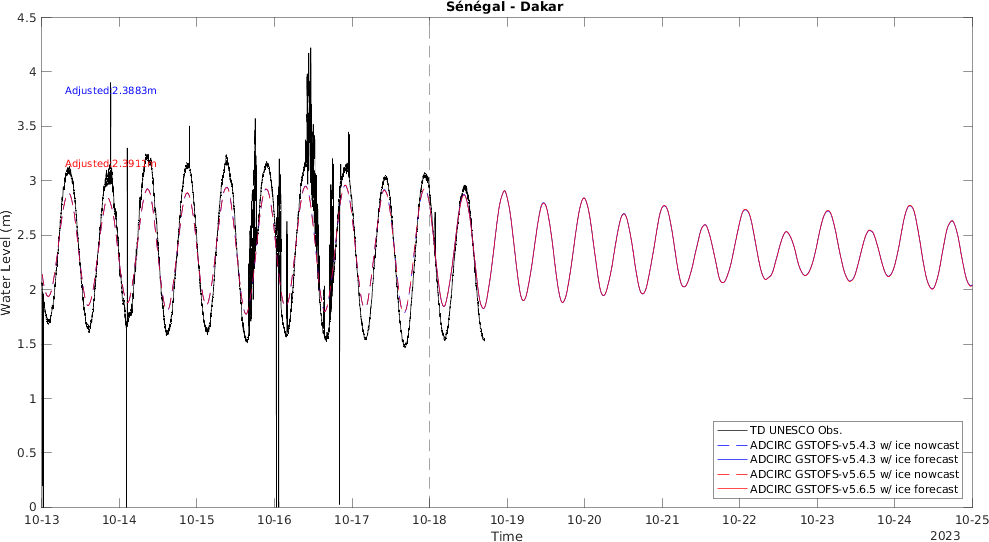 Sénégal - Dakar
4.5
4
3.5
3
2.5
2
1.5
1
0.5
0
Water Level (m)
Adjusted 2.3883m
Adjusted 2.3911m
TD UNESCO Obs.
ADCIRC GSTOFS-v5.4.3 w/ ice nowcast
ADCIRC GSTOFS-v5.4.3 w/ ice forecast
ADCIRC GSTOFS-v5.6.5 w/ ice nowcast
ADCIRC GSTOFS-v5.6.5 w/ ice forecast
10-13 10-14 10-15 10-16 10-17 10-18 10-19 10-20 10-21 10-22 10-23 10-24 10-25
Time
2023